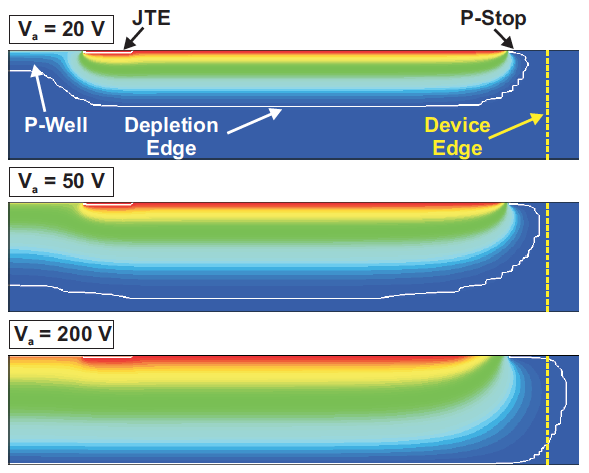 Vₐ = 20 V
JTE
P-Stop
P-Well
Depletion
Edge
Device
Edge
Vₐ = 50 V
Vₐ = 200 V